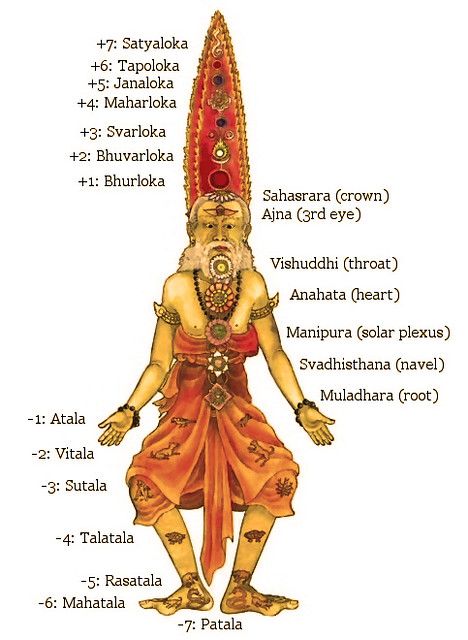 +7: Satyaloka
+6: Tapoloka
+5: Janaloka
+4: Maharloka
+3: Svarloka
+2: Bhuvarloka
+1: Bhurloka
Sahasrara (crown)
Ajna (3rd eye)
Vishuddhi (throat)
Anahata (heart)
Manipura (solar plexus)
Svadhisthana (navel)
Muladhara (root)
-1: Atala
-2: Vitala
-3: Sutala
-4: Talatala
-5: Rasatala
-6: Mahatala
-7: Patala